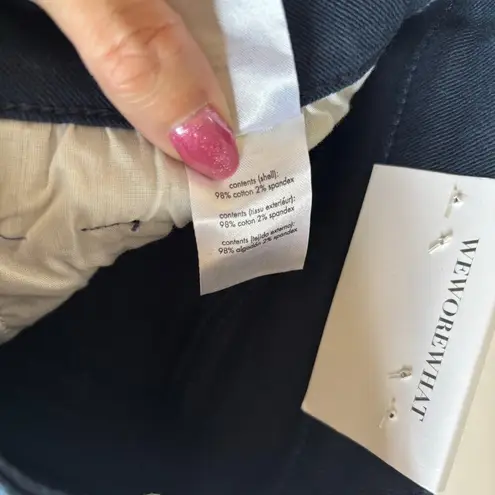 contents (shell):
98% cotton 2% spandex
contents (tissu extérieur):
98% coton 2% spandex
contents (tejido externo):
98% algodón 2% spandex
WEWOREWHAT